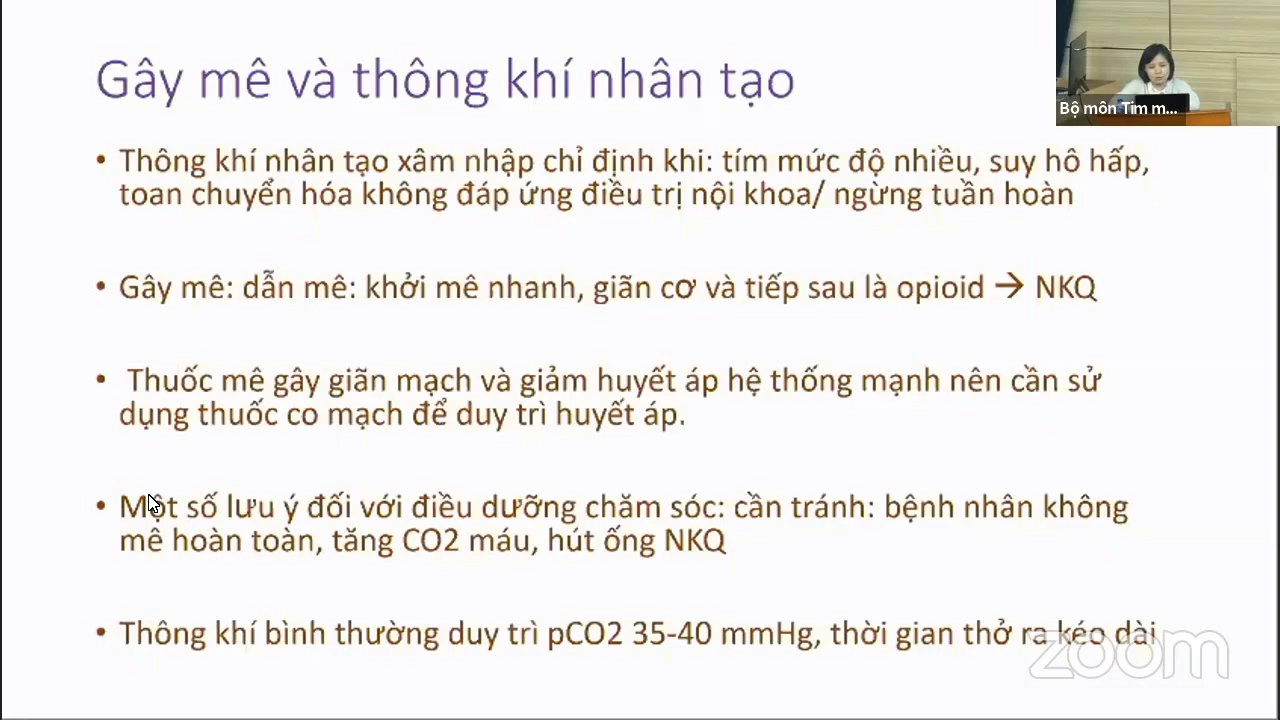 Gây mê và thông khí nhân tạo
Bộ môn Tim m...
• Thông khí nhân tạo xâm nhập chỉ định khi: tím mức độ nhiều, suy hô hấp,
toan chuyển hóa không đáp ứng điều trị nội khoa/ ngừng tuần hoàn
• Gây mê: dẫn mê: khởi mê nhanh, giãn cơ và tiếp sau là opioid → NKQ
• Thuốc mê gây giãn mạch và giảm huyết áp hệ thống mạnh nên cần sử
dụng thuốc co mạch để duy trì huyết áp.
• Một số lưu ý đối với điều dưỡng chăm sóc: cần tránh: bệnh nhân không
mê hoàn toàn, tăng CO2 máu, hút ống NKQ
• Thông khí bình thường duy trì pCO2 35-40 mmHg, thời gian thở ra kéo dài
zoom